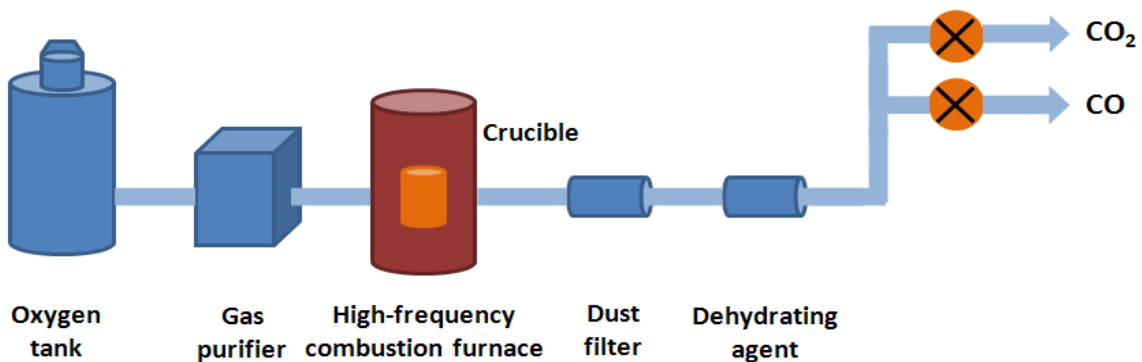 CO₂
CO
Crucible
Oxygen
tank
Gas
purifier
High-frequency
combustion furnace
Dust
filter
Dehydrating
agent